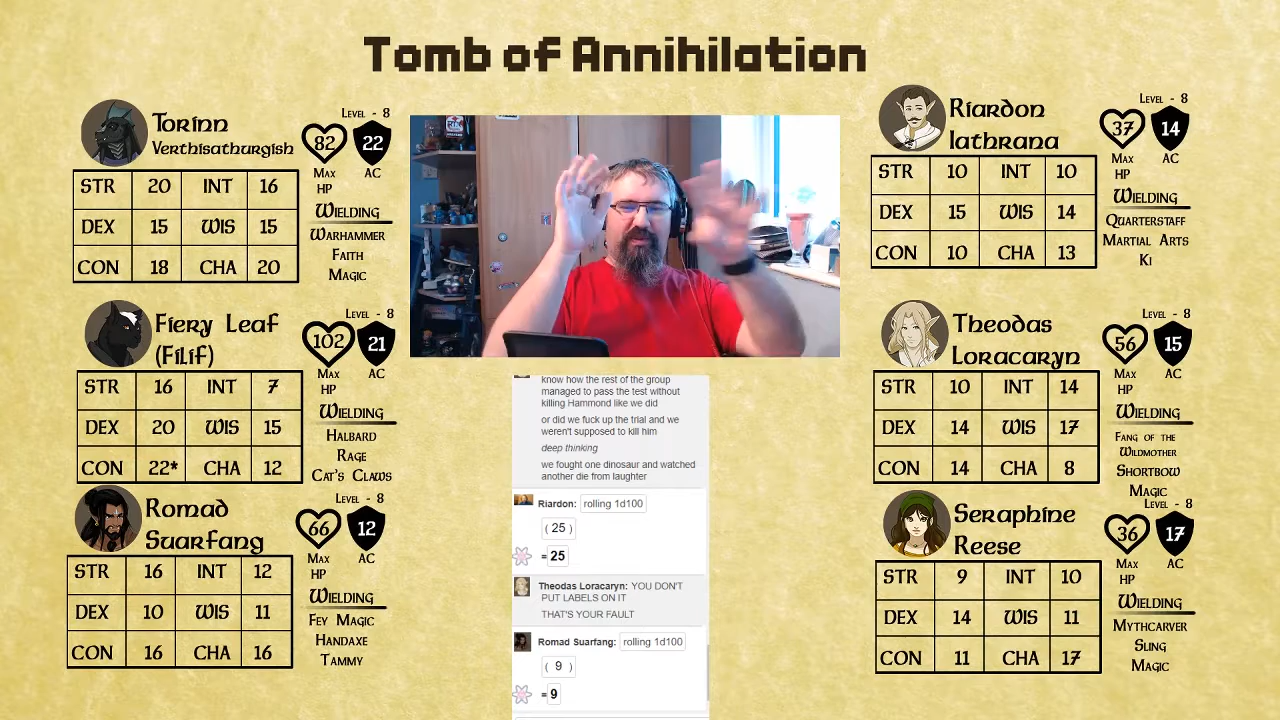 Tomb of Annihilation
Torinn
Verthisathurgish
Level - 8
82
22
Max HP
AC
STR 20 INT 16
DEX 15 WIS 15
CON 18 CHA 20
Wielding
Warhammer
Faith
Magic
Fiery Leaf
(Filif)
Level - 8
102
21
Max HP
AC
STR 16 INT 7
DEX 20 WIS 15
CON 22* CHA 12
Wielding
Halbard
Rage
Cat's Claws
Romad
Suarfang
Level - 8
66
12
Max HP
AC
STR 16 INT 12
DEX 10 WIS 11
CON 16 CHA 16
Wielding
Fey Magic
Handaxe
Tammy
know how the rest of the group
managed to pass the test without
killing Hammond like we did
or did we fuck up the trial and we
weren't supposed to kill him
deep thinking
we fought one dinosaur and watched
another die from laughter
Riardon: rolling 1d100
( 25 )
= 25
Theodas Loracaryn: YOU DON'T
PUT LABELS ON IT
THAT'S YOUR FAULT
Romad Suarfang: rolling 1d100
( 9 )
= 9
Riardon
Iathrana
Level - 8
37
14
Max HP
AC
STR 10 INT 10
DEX 15 WIS 14
CON 10 CHA 13
Wielding
Quarterstaff
Martial Arts
Ki
Theodas
Loracaryn
Level - 8
56
15
Max HP
AC
STR 10 INT 14
DEX 14 WIS 17
CON 14 CHA 8
Wielding
Fang of the
Wildmother
Shortbow
Magic
Seraphine
Reese
Level - 8
36
17
Max HP
AC
STR 9 INT 10
DEX 14 WIS 11
CON 11 CHA 17
Wielding
Mythcarver
Sling
Magic